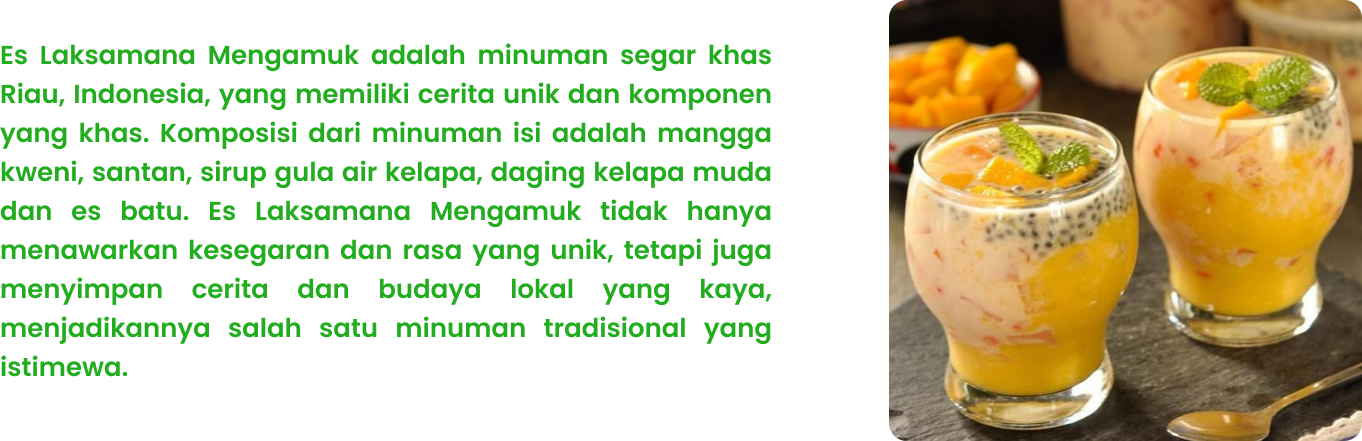 Es Laksamana Mengamuk adalah minuman segar khas
Riau, Indonesia, yang memiliki cerita unik dan komponen
yang khas. Komposisi dari minuman isi adalah mangga
kweni, santan, sirup gula air kelapa, daging kelapa muda
dan es batu. Es Laksamana Mengamuk tidak hanya
menawarkan kesegaran dan rasa yang unik, tetapi juga
menyimpan cerita dan budaya lokal yang kaya,
menjadikannya salah satu minuman tradisional yang
istimewa.